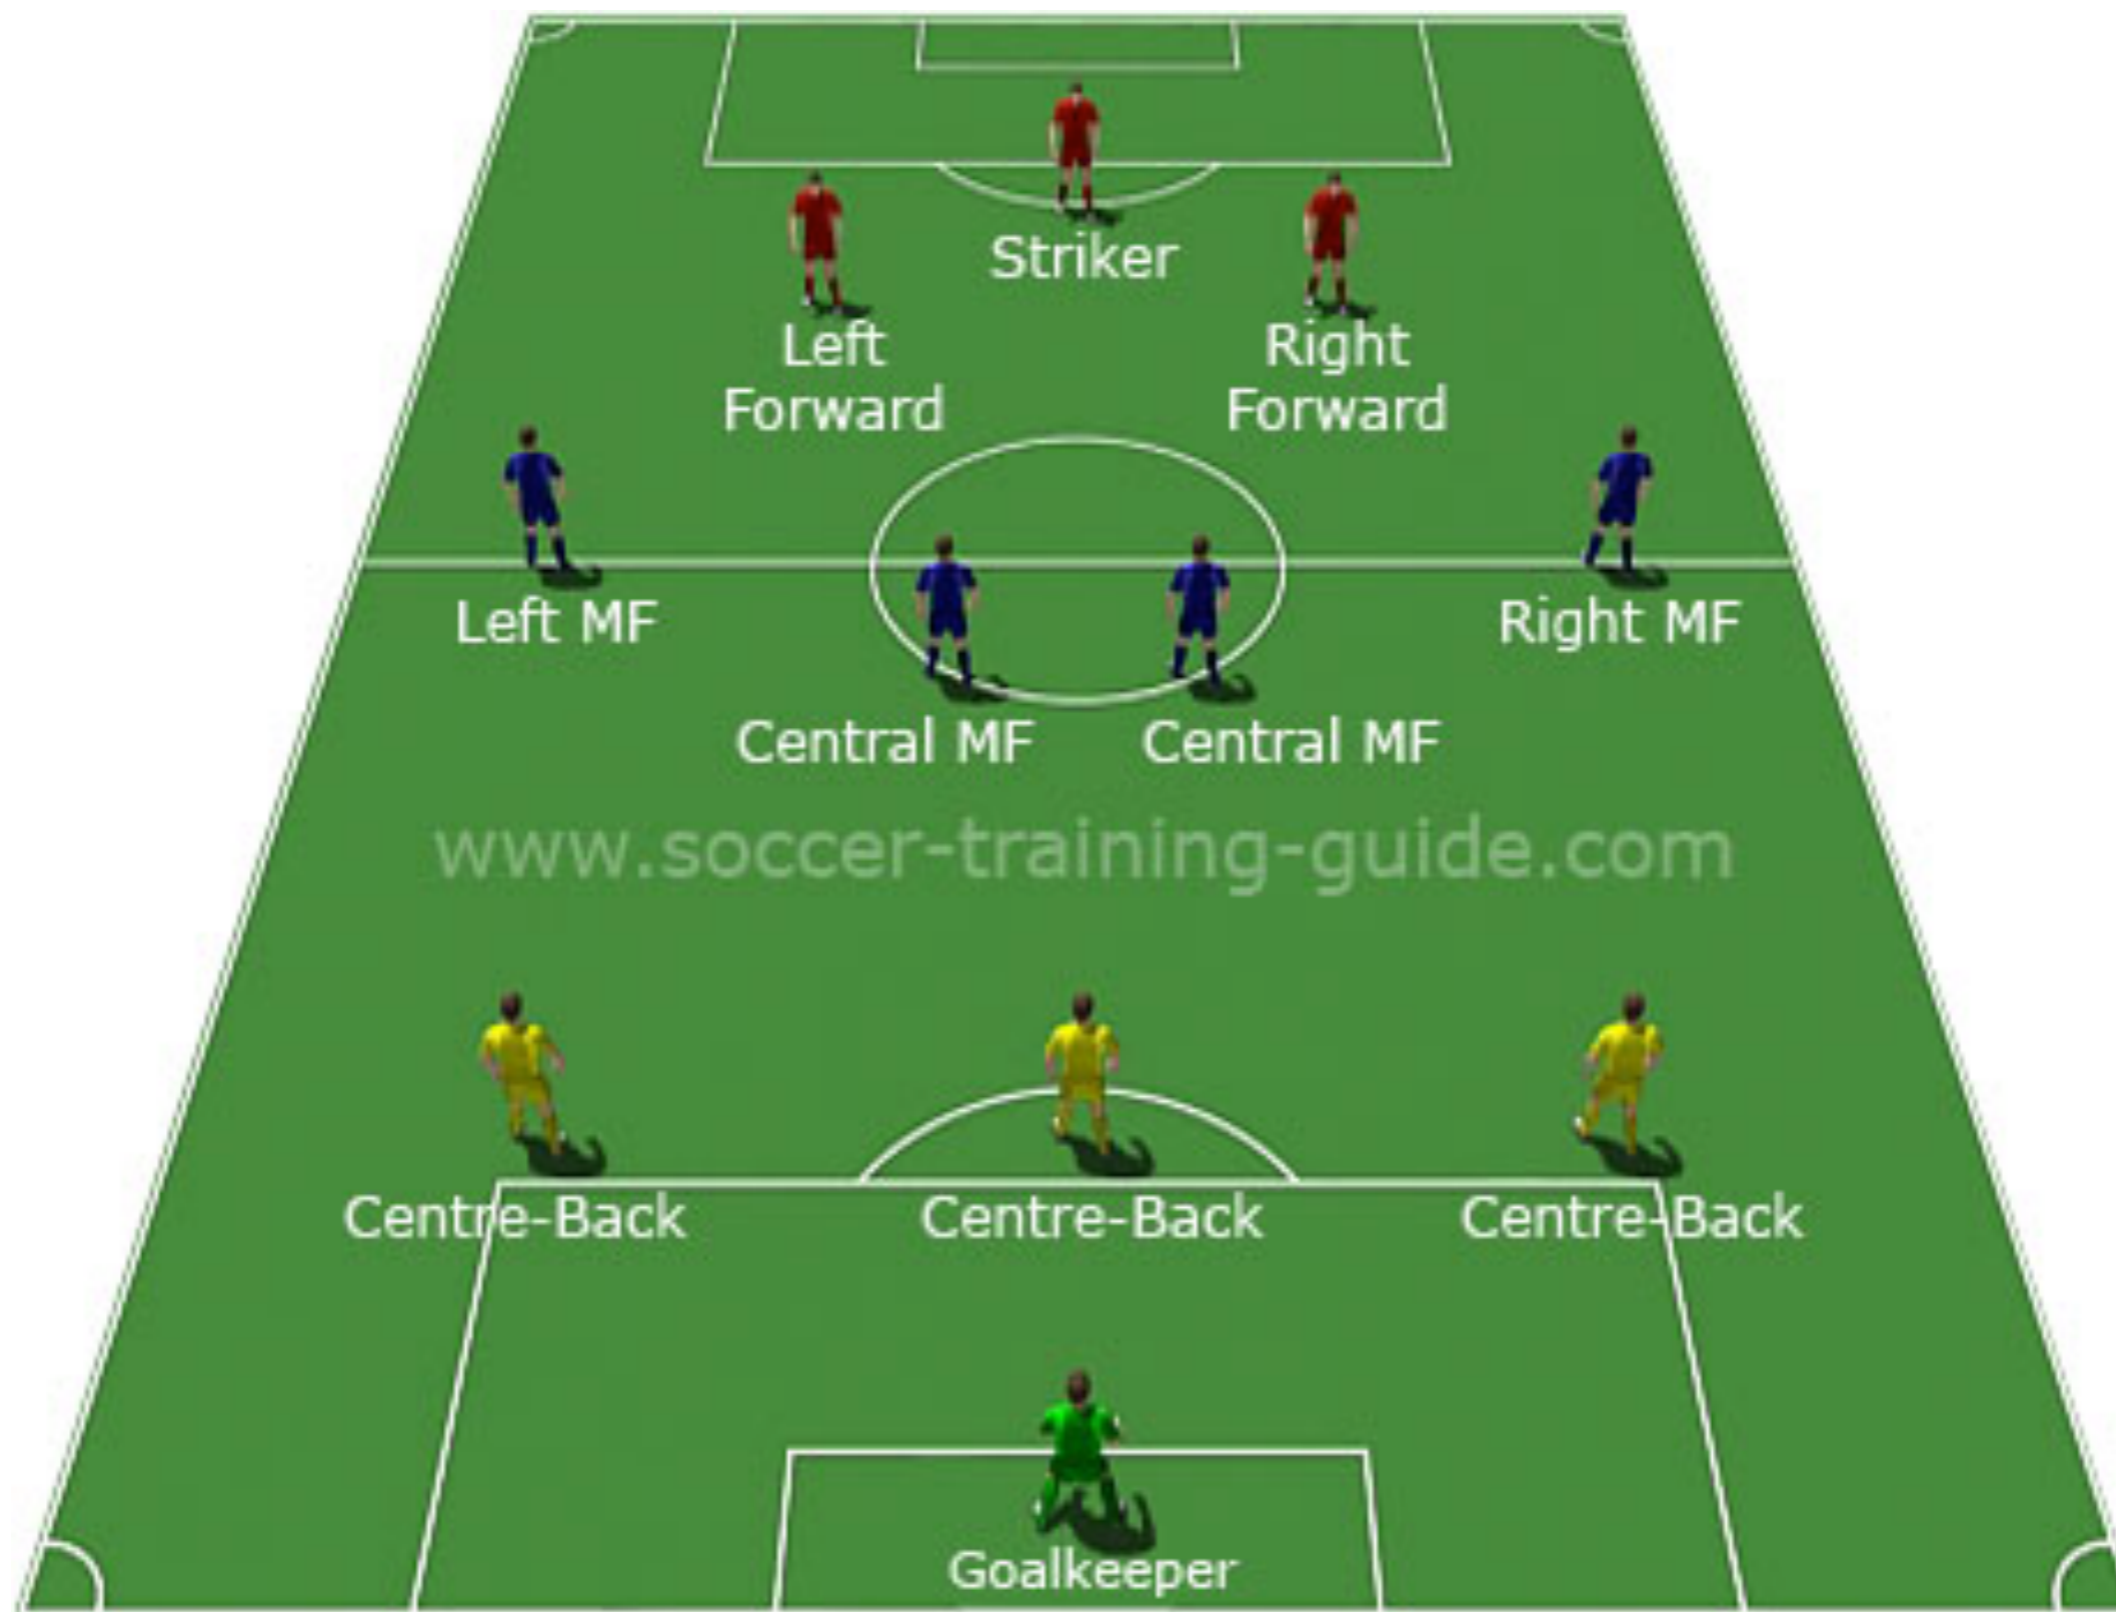 Striker
Left
Forward
Right
Forward
Left MF
Right MF
Central MF
Central MF
www.soccer-training-guide.com
Centre-Back
Centre-Back
Centre-Back
Goalkeeper